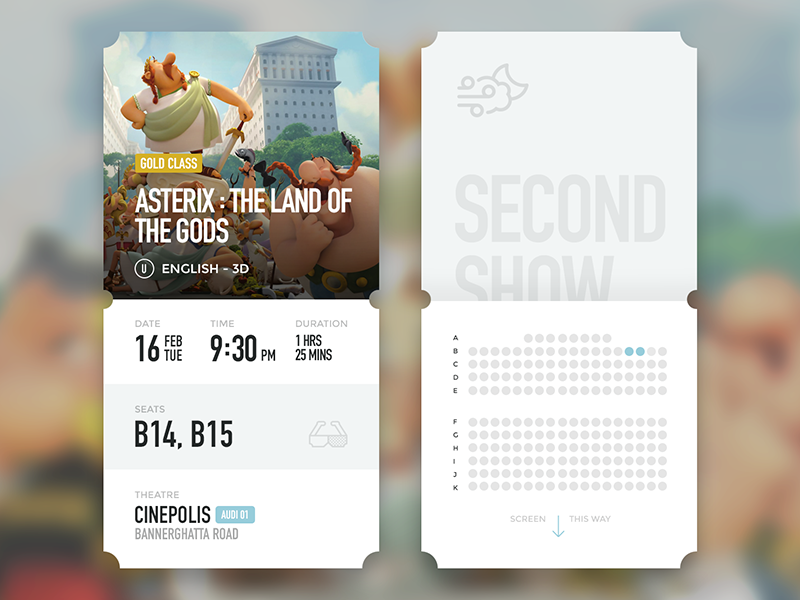 GOLD CLASS
ASTERIX : THE LAND OF
THE GODS
U ENGLISH - 3D
DATE TIME DURATION
16 FEB TUE 9:30 PM 1 HRS 25 MINS
SEATS
B14, B15
THEATRE
CINEPOLIS AUDI 01
BANNERGHATTA ROAD
SECOND
SHOW
A
B
C
D
E
F
G
H
I
J
K
SCREEN THIS WAY